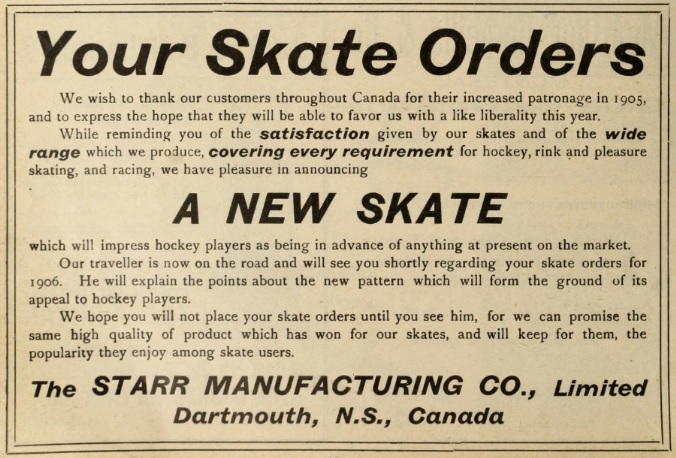 Your Skate Orders
We wish to thank our customers throughout Canada for their increased patronage in 1905,
and to express the hope that they will be able to favor us with a like liberality this year.
While reminding you of the satisfaction given by our skates and of the wide
range which we produce, covering every requirement for hockey, rink and pleasure
skating, and racing, we have pleasure in announcing
A NEW SKATE
which will impress hockey players as being in advance of anything at present on the market.
Our traveller is now on the road and will see you shortly regarding your skate orders for
1906. He will explain the points about the new pattern which will form the ground of its
appeal to hockey players.
We hope you will not place your skate orders until you see him, for we can promise the
same high quality of product which has won for our skates, and will keep for them, the
popularity they enjoy among skate users.
The STARR MANUFACTURING CO., Limited
Dartmouth, N.S., Canada